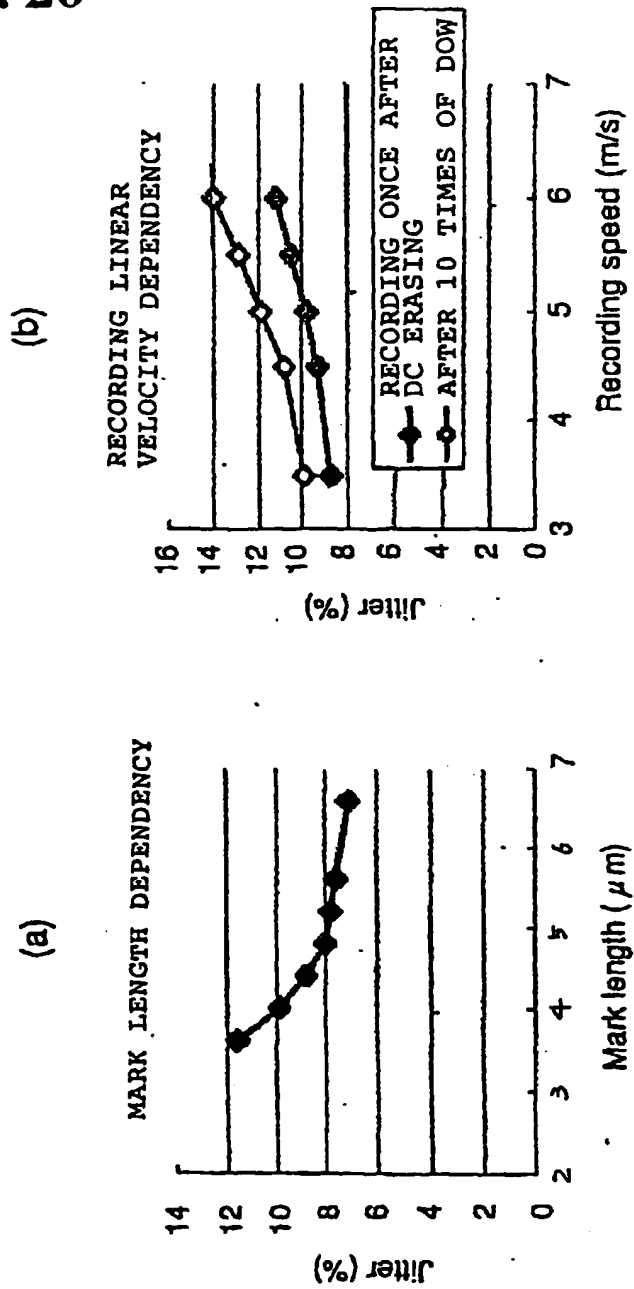 (a)
MARK LENGTH DEPENDENCY
14
12
10
8
6
4
2
0
Jitter (%)
2
3
4
5
6
7
Mark length (μm)
(b)
RECORDING LINEAR
VELOCITY DEPENDENCY
16
14
12
10
8
6
4
2
0
Jitter (%)
3
4
5
6
7
Recording speed (m/s)
RECORDING ONCE AFTER
DC ERASING
AFTER 10 TIMES OF DOW